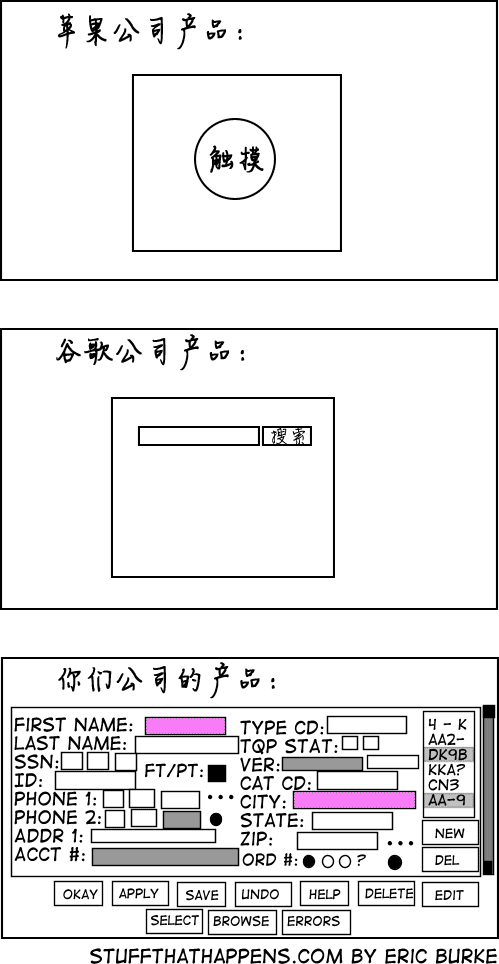 苹果公司产品:
触摸
谷歌公司产品:
搜索
你们公司的产品:
FIRST NAME: TYPE CD: 4 - K
LAST NAME: TQP STAT: AA2-
SSN: FT/PT: VER: DK9B
ID: CAT CD: KKA?
PHONE 1: ... CITY: CN3
PHONE 2: STATE: AA-9
ADDR 1: ZIP: ... NEW
ACCT #: ORD #: ? DEL
OKAY APPLY SAVE UNDO HELP DELETE EDIT
SELECT BROWSE ERRORS
STUFFTHATHAPPENS.COM BY ERIC BURKE